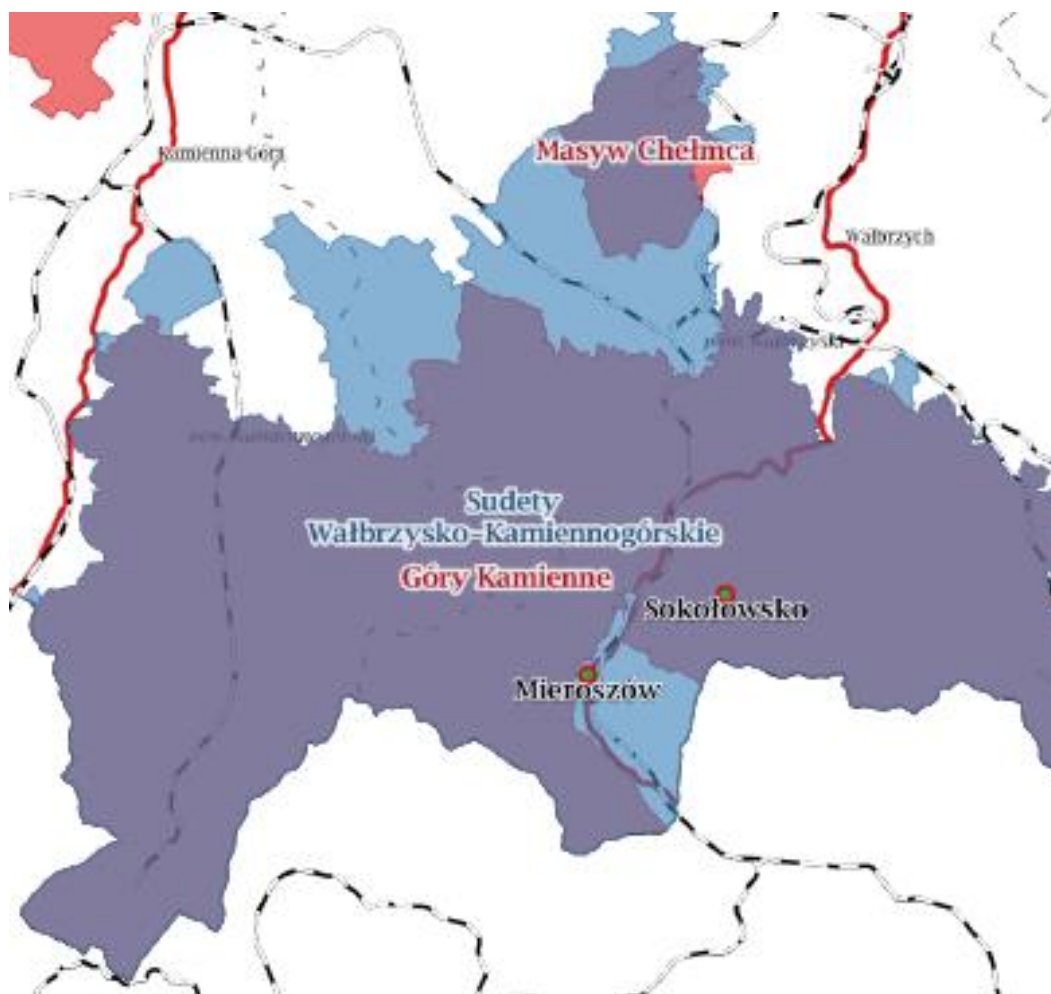 Masyw Chełmca
Kamienna Góra
Wałbrzych
Sudety
Wałbrzysko-Kamiennogórskie
Góry Kamienne
Sokołowsko
Mieroszów